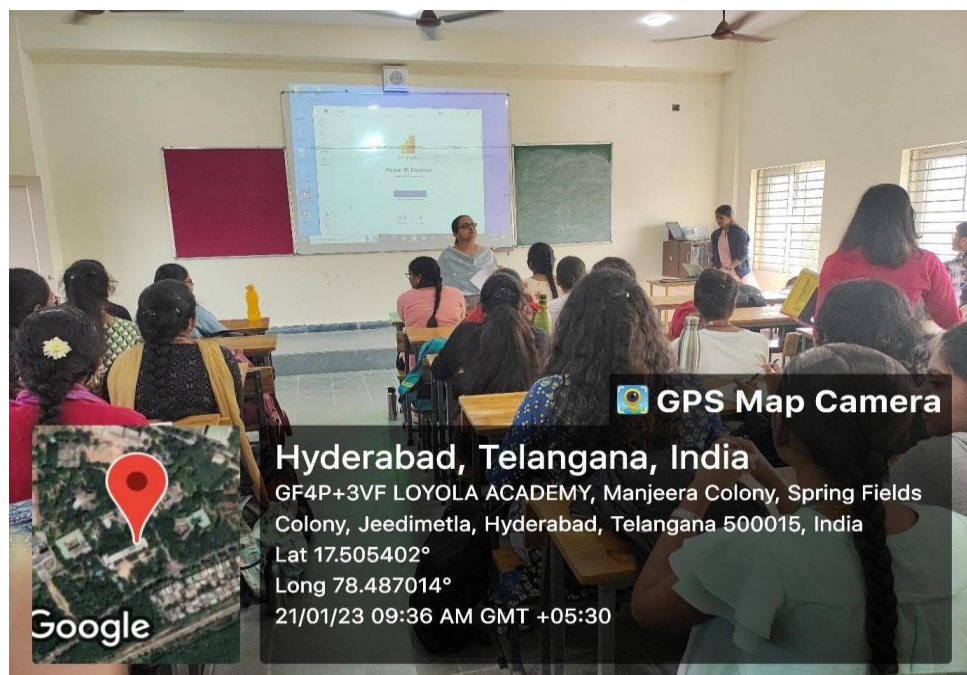 Power BI Desktop
GPS Map Camera
Hyderabad, Telangana, India
GF4P+3VF LOYOLA ACADEMY, Manjeera Colony, Spring Fields
Colony, Jeedimetla, Hyderabad, Telangana 500015, India
Lat 17.505402°
Long 78.487014°
21/01/23 09:36 AM GMT +05:30
Google